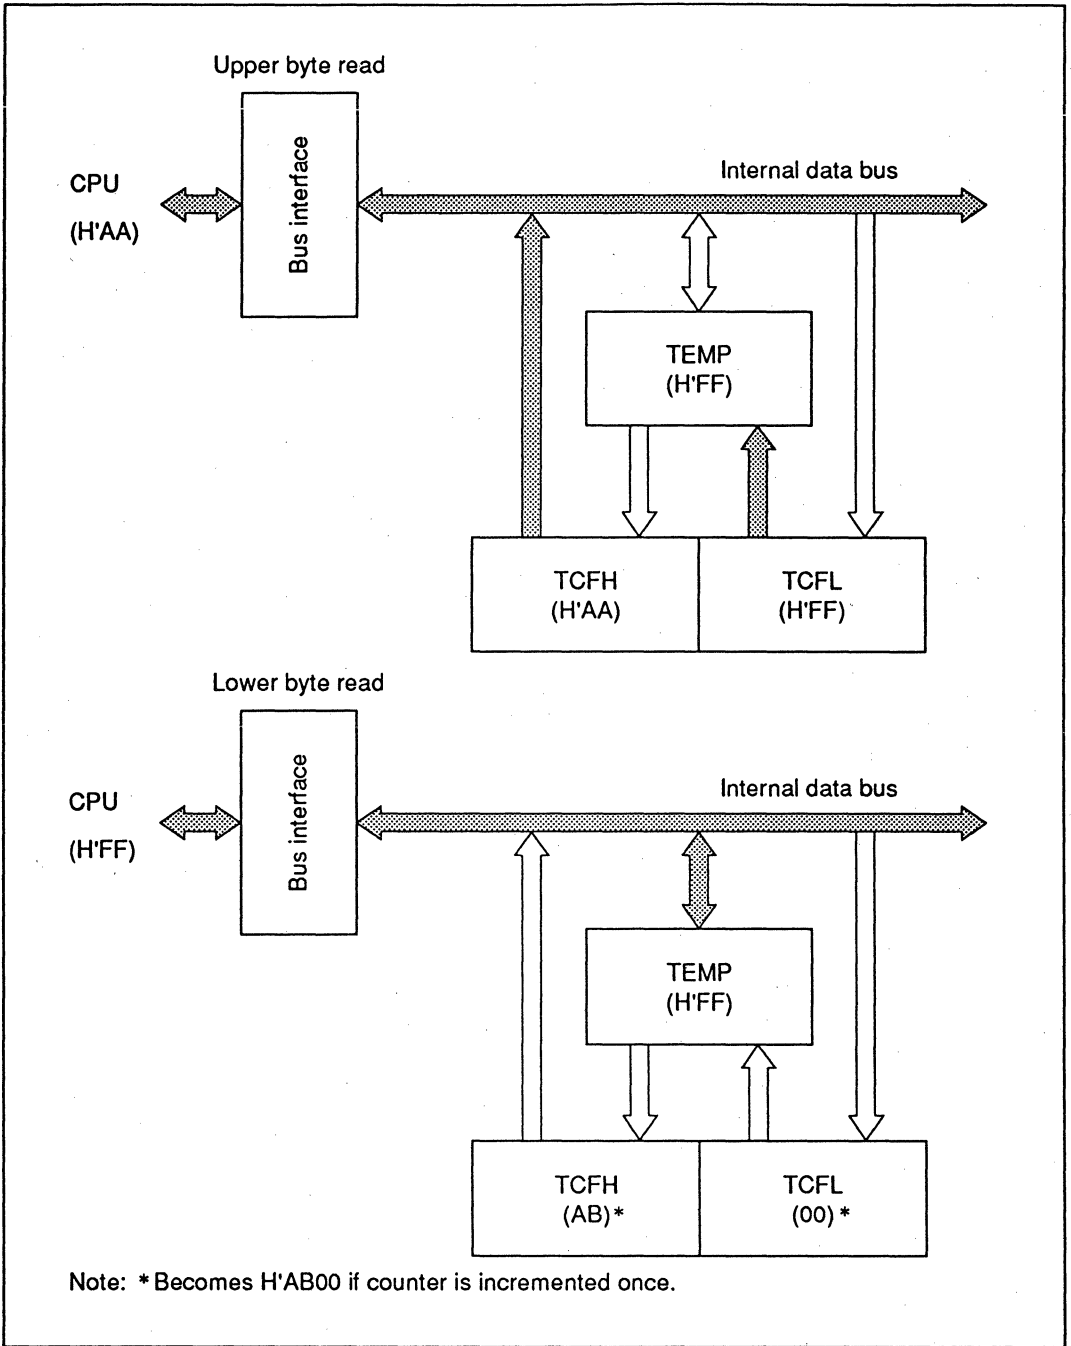 Upper byte read
CPU
(H'AA)
Bus interface
Internal data bus
TEMP
(H'FF)
TCFH
(H'AA)
TCFL
(H'FF)
Lower byte read
CPU
(H'FF)
Bus interface
Internal data bus
TEMP
(H'FF)
TCFH
(AB)*
TCFL
(00)*
Note: * Becomes H'AB00 if counter is incremented once.